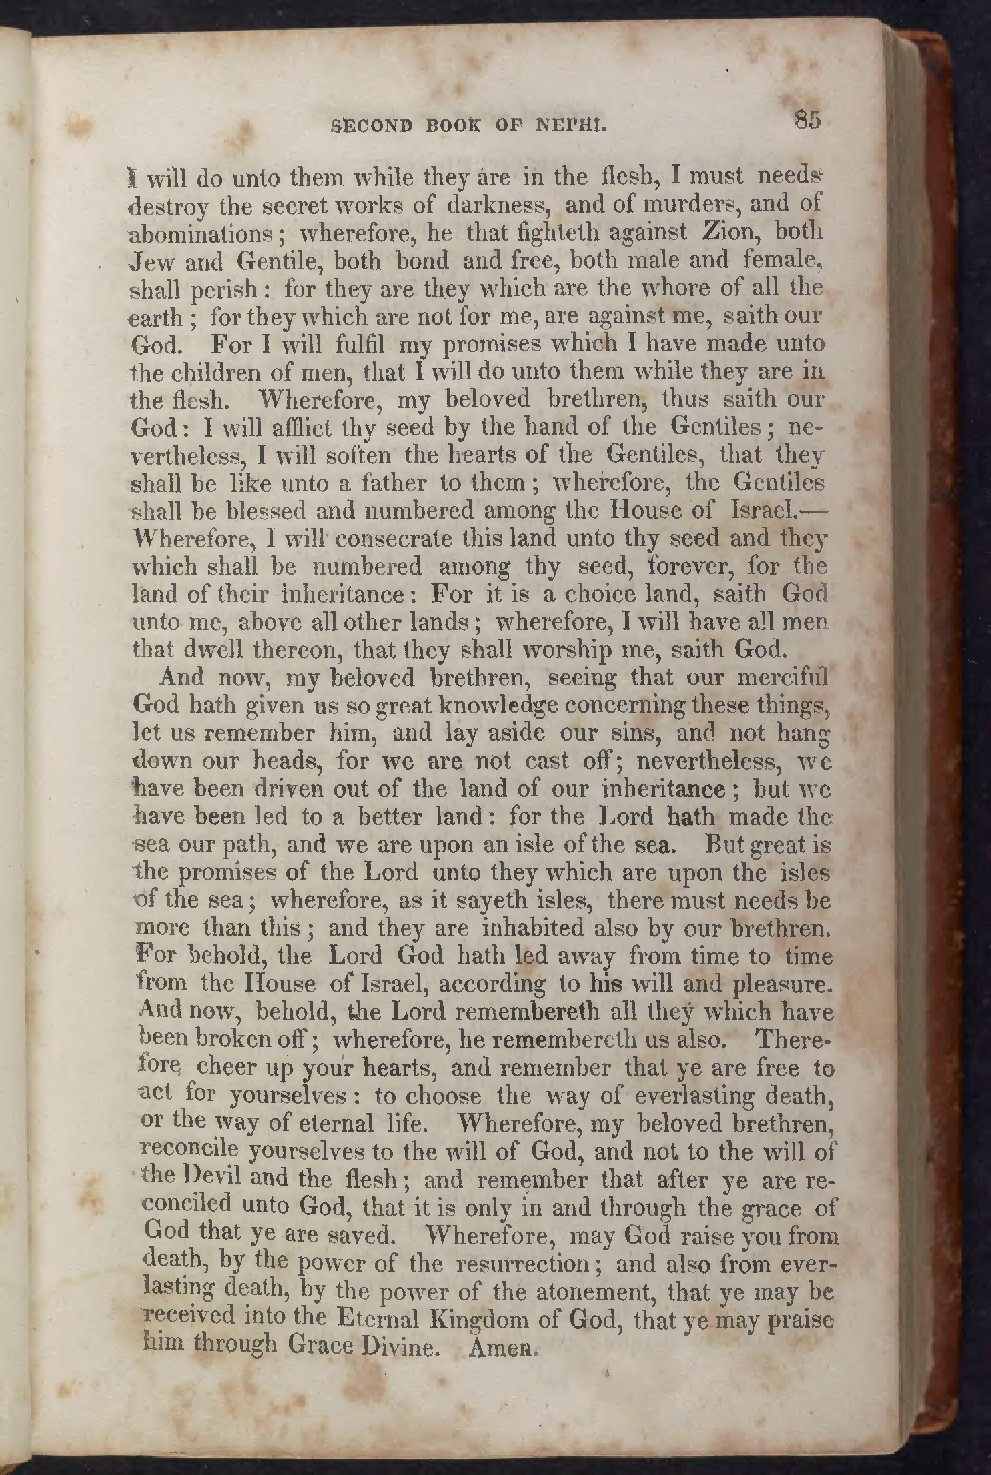 SECOND BOOK OF NEPHI. 85
I will do unto them while they are in the flesh, I must needs
destroy the secret works of darkness, and of murders, and of
abominations; wherefore, he that fighteth against Zion, both
Jew and Gentile, both bond and free, both male and female,
shall perish: for they are they which are the whore of all the
earth; for they which are not for me, are against me, saith our
God. For I will fulfil my promises which I have made unto
the children of men, that I will do unto them while they are in
the flesh. Wherefore, my beloved brethren, thus saith our
God: I will afflict thy seed by the hand of the Gentiles; ne-
vertheless, I will soften the hearts of the Gentiles, that they
shall be like unto a father to them; wherefore, the Gentiles
shall be blessed and numbered among the House of Israel.—
Wherefore, I will consecrate this land unto thy seed and they
which shall be numbered among thy seed, forever, for the
land of their inheritance: For it is a choice land, saith God
unto me, above all other lands; wherefore, I will have all men
that dwell thereon, that they shall worship me, saith God.
And now, my beloved brethren, seeing that our merciful
God hath given us so great knowledge concerning these things,
let us remember him, and lay aside our sins, and not hang
down our heads, for we are not cast off; nevertheless, we
have been driven out of the land of our inheritance; but we
have been led to a better land: for the Lord hath made the
sea our path, and we are upon an isle of the sea. But great is
the promises of the Lord unto they which are upon the isles
of the sea; wherefore, as it sayeth isles, there must needs be
more than this; and they are inhabited also by our brethren.
For behold, the Lord God hath led away from time to time
from the House of Israel, according to his will and pleasure.
And now, behold, the Lord remembereth all they which have
been broken off; wherefore, he remembereth us also. There-
fore, cheer up your hearts, and remember that ye are free to
act for yourselves: to choose the way of everlasting death,
or the way of eternal life. Wherefore, my beloved brethren,
reconcile yourselves to the will of God, and not to the will of
the Devil and the flesh; and remember that after ye are re-
conciled unto God, that it is only in and through the grace of
God that ye are saved. Wherefore, may God raise you from
death, by the power of the resurrection; and also from ever-
lasting death, by the power of the atonement, that ye may be
received into the Eternal Kingdom of God, that ye may praise
him through Grace Divine. Amen.